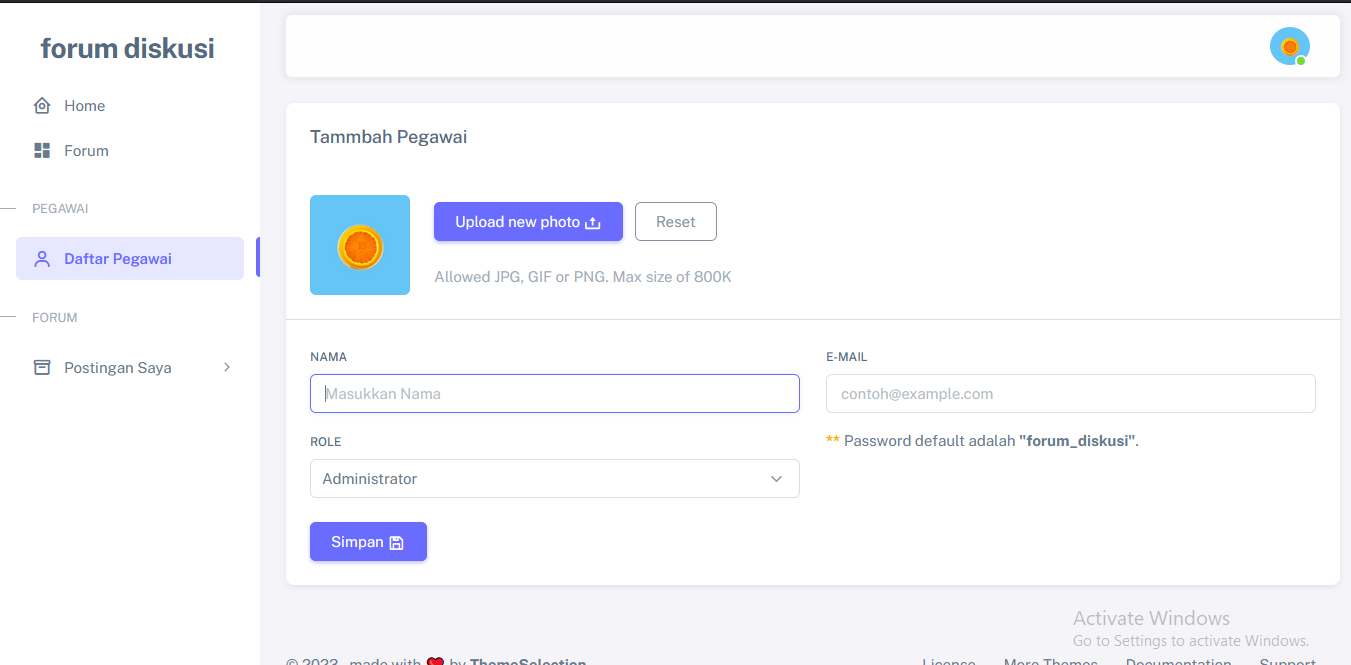 forum diskusi
Home
Forum
PEGAWAI
Daftar Pegawai
FORUM
Postingan Saya
Tammbah Pegawai
Upload new photo
Reset
Allowed JPG, GIF or PNG. Max size of 800K
NAMA
Masukkan Nama
E-MAIL
contoh@example.com
ROLE
Administrator
** Password default adalah "forum_diskusi".
Simpan
Activate Windows
Go to Settings to activate Windows.
© 2023 , made with ❤️ by ThemeSelection
License More Themes Documentation Support